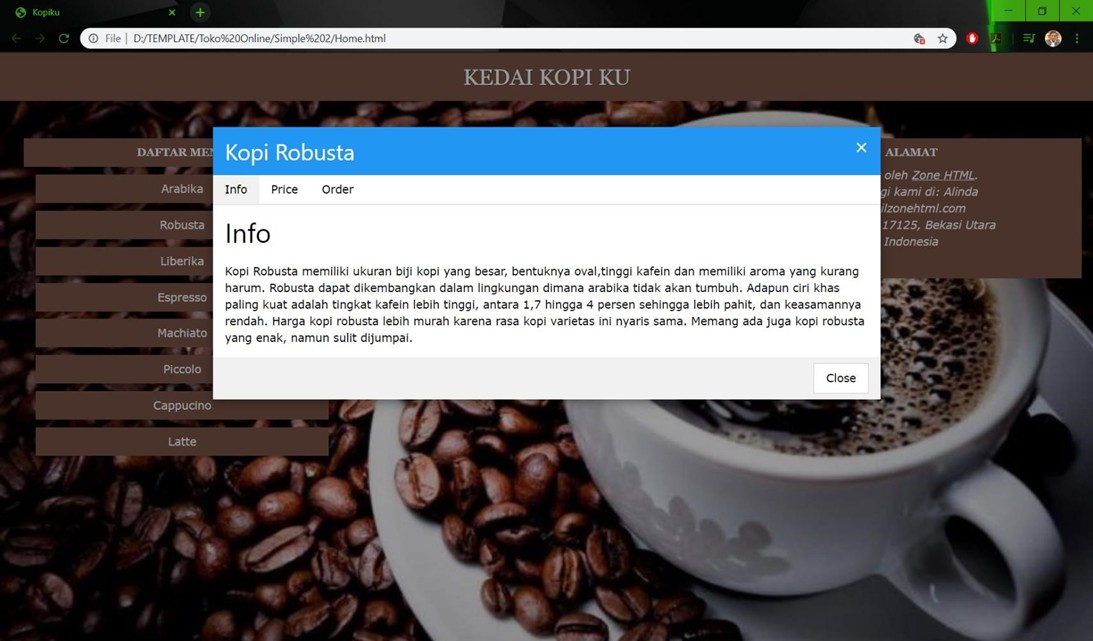 Kopiku
File | D:/TEMPLATE/Toko%20Online/Simple%202/Home.html
KEDAI KOPI KU
DAFTAR
Arabika
Robusta
Liberika
Espresso
Machiato
Piccolo
Cappucino
Latte
Kopi Robusta
Info Price Order
Info
Kopi Robusta memiliki ukuran biji kopi yang besar, bentuknya oval,tinggi kafein dan memiliki aroma yang kurang
harum. Robusta dapat dikembangkan dalam lingkungan dimana arabika tidak akan tumbuh. Adapun ciri khas
paling kuat adalah tingkat kafein lebih tinggi, antara 1,7 hingga 4 persen sehingga lebih pahit, dan keasamannya
rendah. Harga kopi robusta lebih murah karena rasa kopi varietas ini nyaris sama. Memang ada juga kopi robusta
yang enak, namun sulit dijumpai.
Close
ALAMAT
oleh Zone HTML.
kami di: Alinda
17125, Bekasi Utara
Indonesia